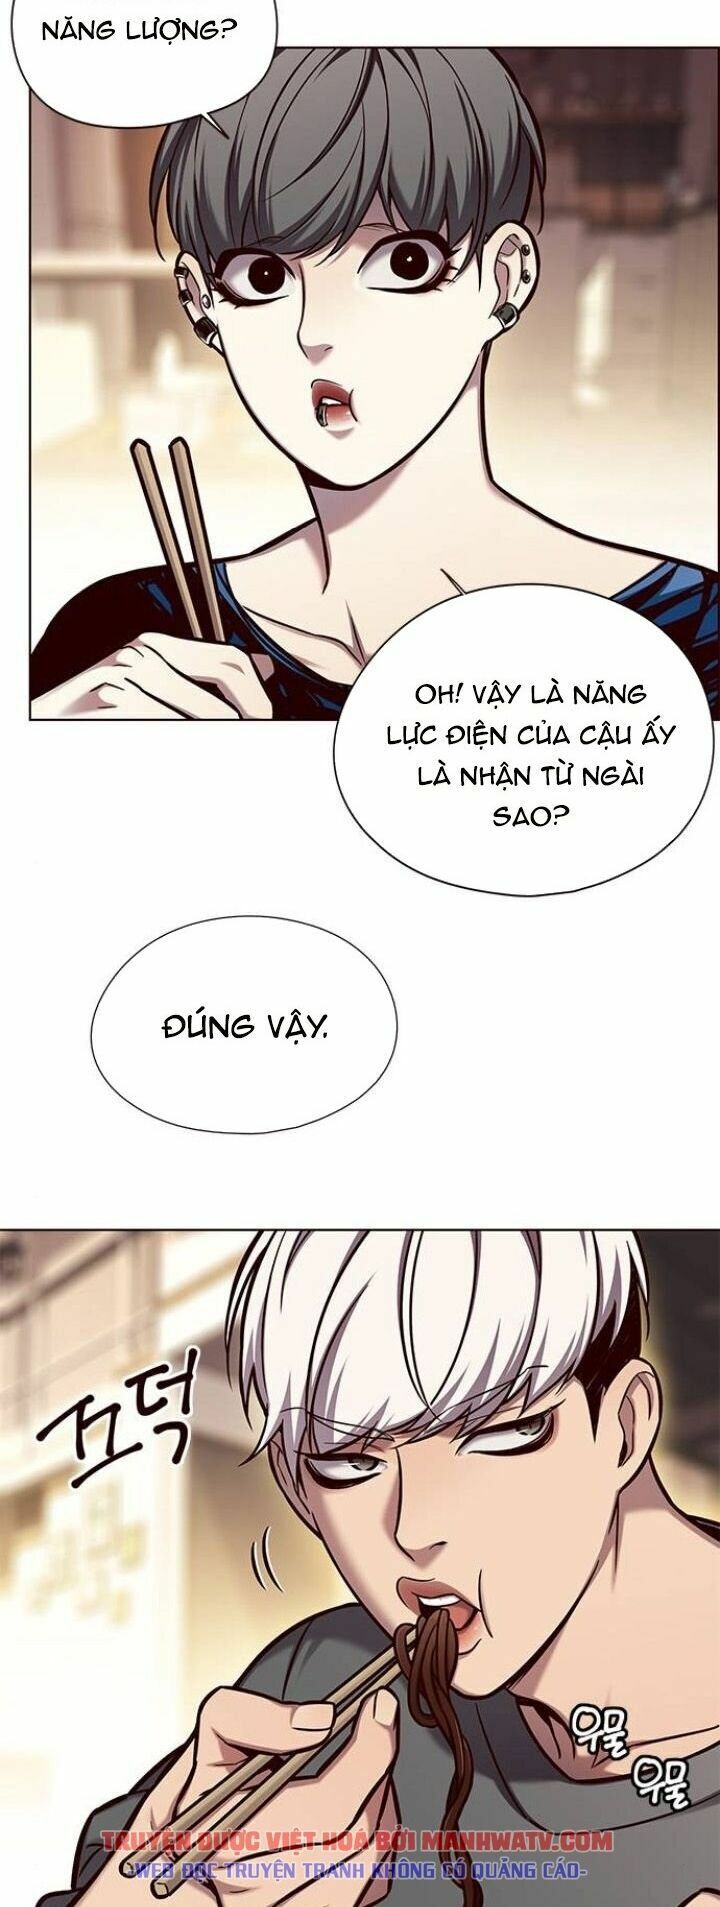 NĂNG LƯỢNG?
OH! VẬY LÀ NĂNG
LỰC ĐIỆN CỦA CẬU ẤY
LÀ NHẬN TỪ NGÀI
SAO?
ĐÚNG VẬY.
쪼덕
우물
우물
TRUYỆN ĐƯỢC VIỆT HOÁ BỞI MANHWATV.COM
-WEB ĐỌC TRUYỆN TRANH KHÔNG CÓ QUẢNG CÁO-